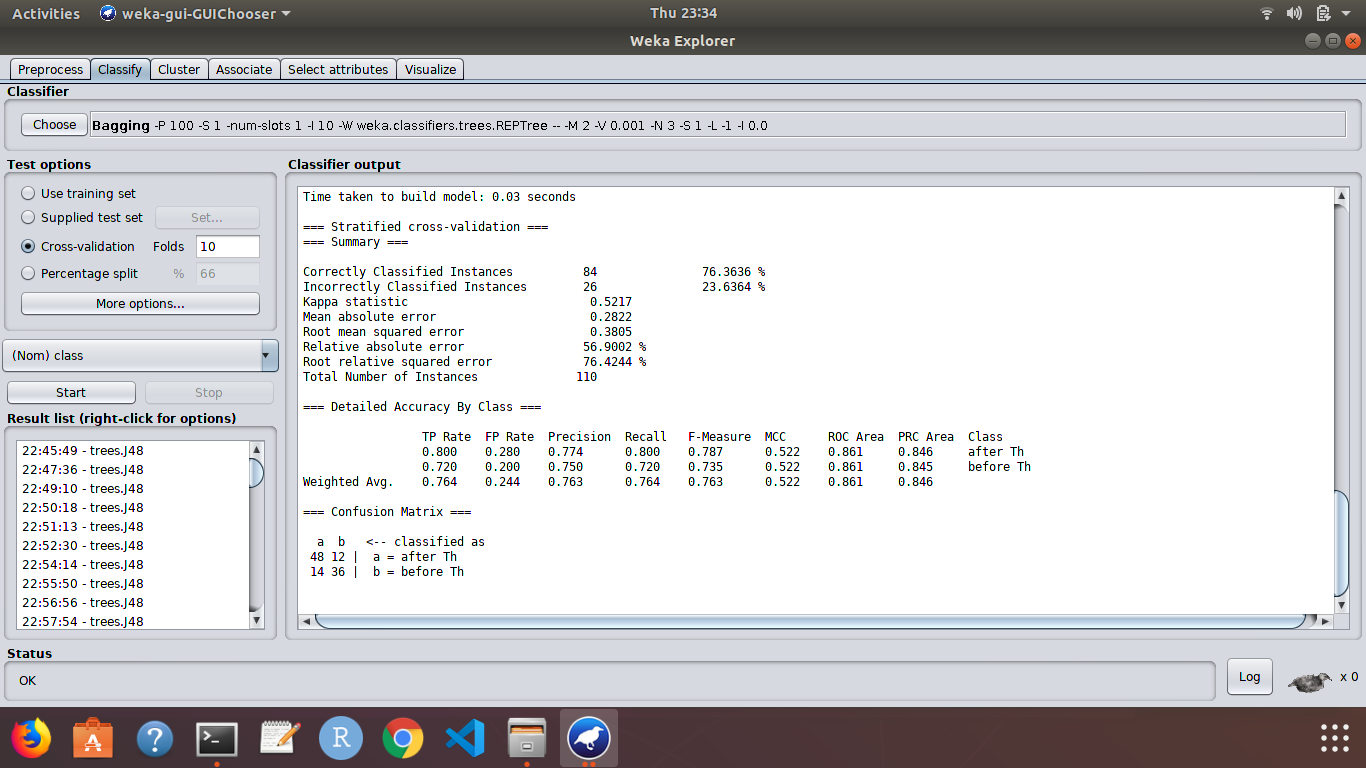 Activities weka-gui-GUIChooser Thu 23:34
Weka Explorer
Preprocess Classify Cluster Associate Select attributes Visualize
Classifier
Choose Bagging -P 100 -S 1 -num-slots 1 -I 10 -W weka.classifiers.trees.REPTree -- -M 2 -V 0.001 -N 3 -S 1 -L -1 -I 0.0
Test options
Use training set
Supplied test set Set...
Cross-validation Folds 10
Percentage split % 66
More options...
(Nom) class
Start Stop
Result list (right-click for options)
22:45:49 - trees.J48
22:47:36 - trees.J48
22:49:10 - trees.J48
22:50:18 - trees.J48
22:51:13 - trees.J48
22:52:30 - trees.J48
22:54:14 - trees.J48
22:55:50 - trees.J48
22:56:56 - trees.J48
22:57:54 - trees.J48
Classifier output
Time taken to build model: 0.03 seconds
=== Stratified cross-validation ===
=== Summary ===
Correctly Classified Instances 84 76.3636 %
Incorrectly Classified Instances 26 23.6364 %
Kappa statistic 0.5217
Mean absolute error 0.2822
Root mean squared error 0.3805
Relative absolute error 56.9002 %
Root relative squared error 76.4244 %
Total Number of Instances 110
=== Detailed Accuracy By Class ===
TP Rate FP Rate Precision Recall F-Measure MCC ROC Area PRC Area Class
0.800 0.280 0.774 0.800 0.787 0.522 0.861 0.846 after Th
0.720 0.200 0.750 0.720 0.735 0.522 0.861 0.845 before Th
Weighted Avg. 0.764 0.244 0.763 0.764 0.763 0.522 0.861 0.846
=== Confusion Matrix ===
a b <-- classified as
48 12 | a = after Th
14 36 | b = before Th
Status
OK
Log x 0
A ? >_ R